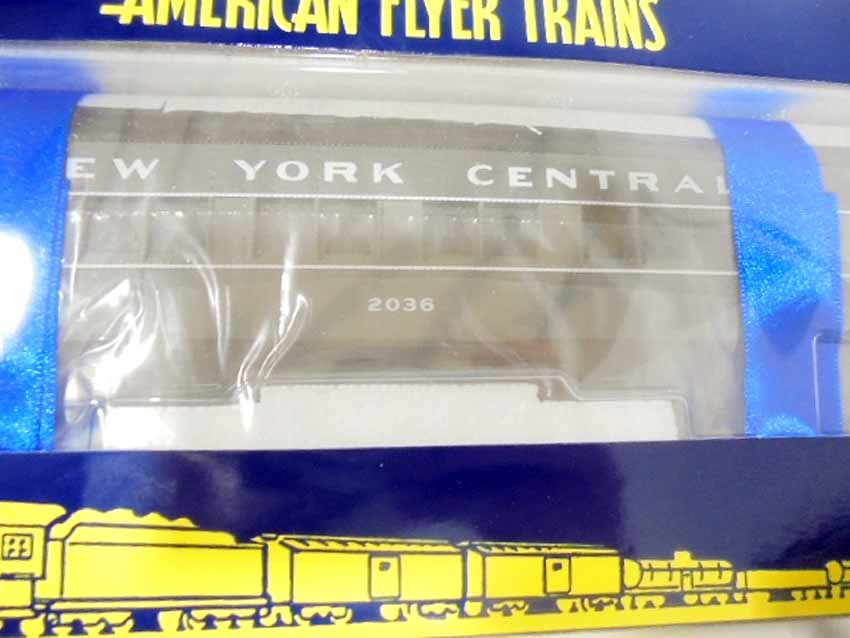 AMERICAN FLYER TRAINS
EW YORK CENTRAL
2036